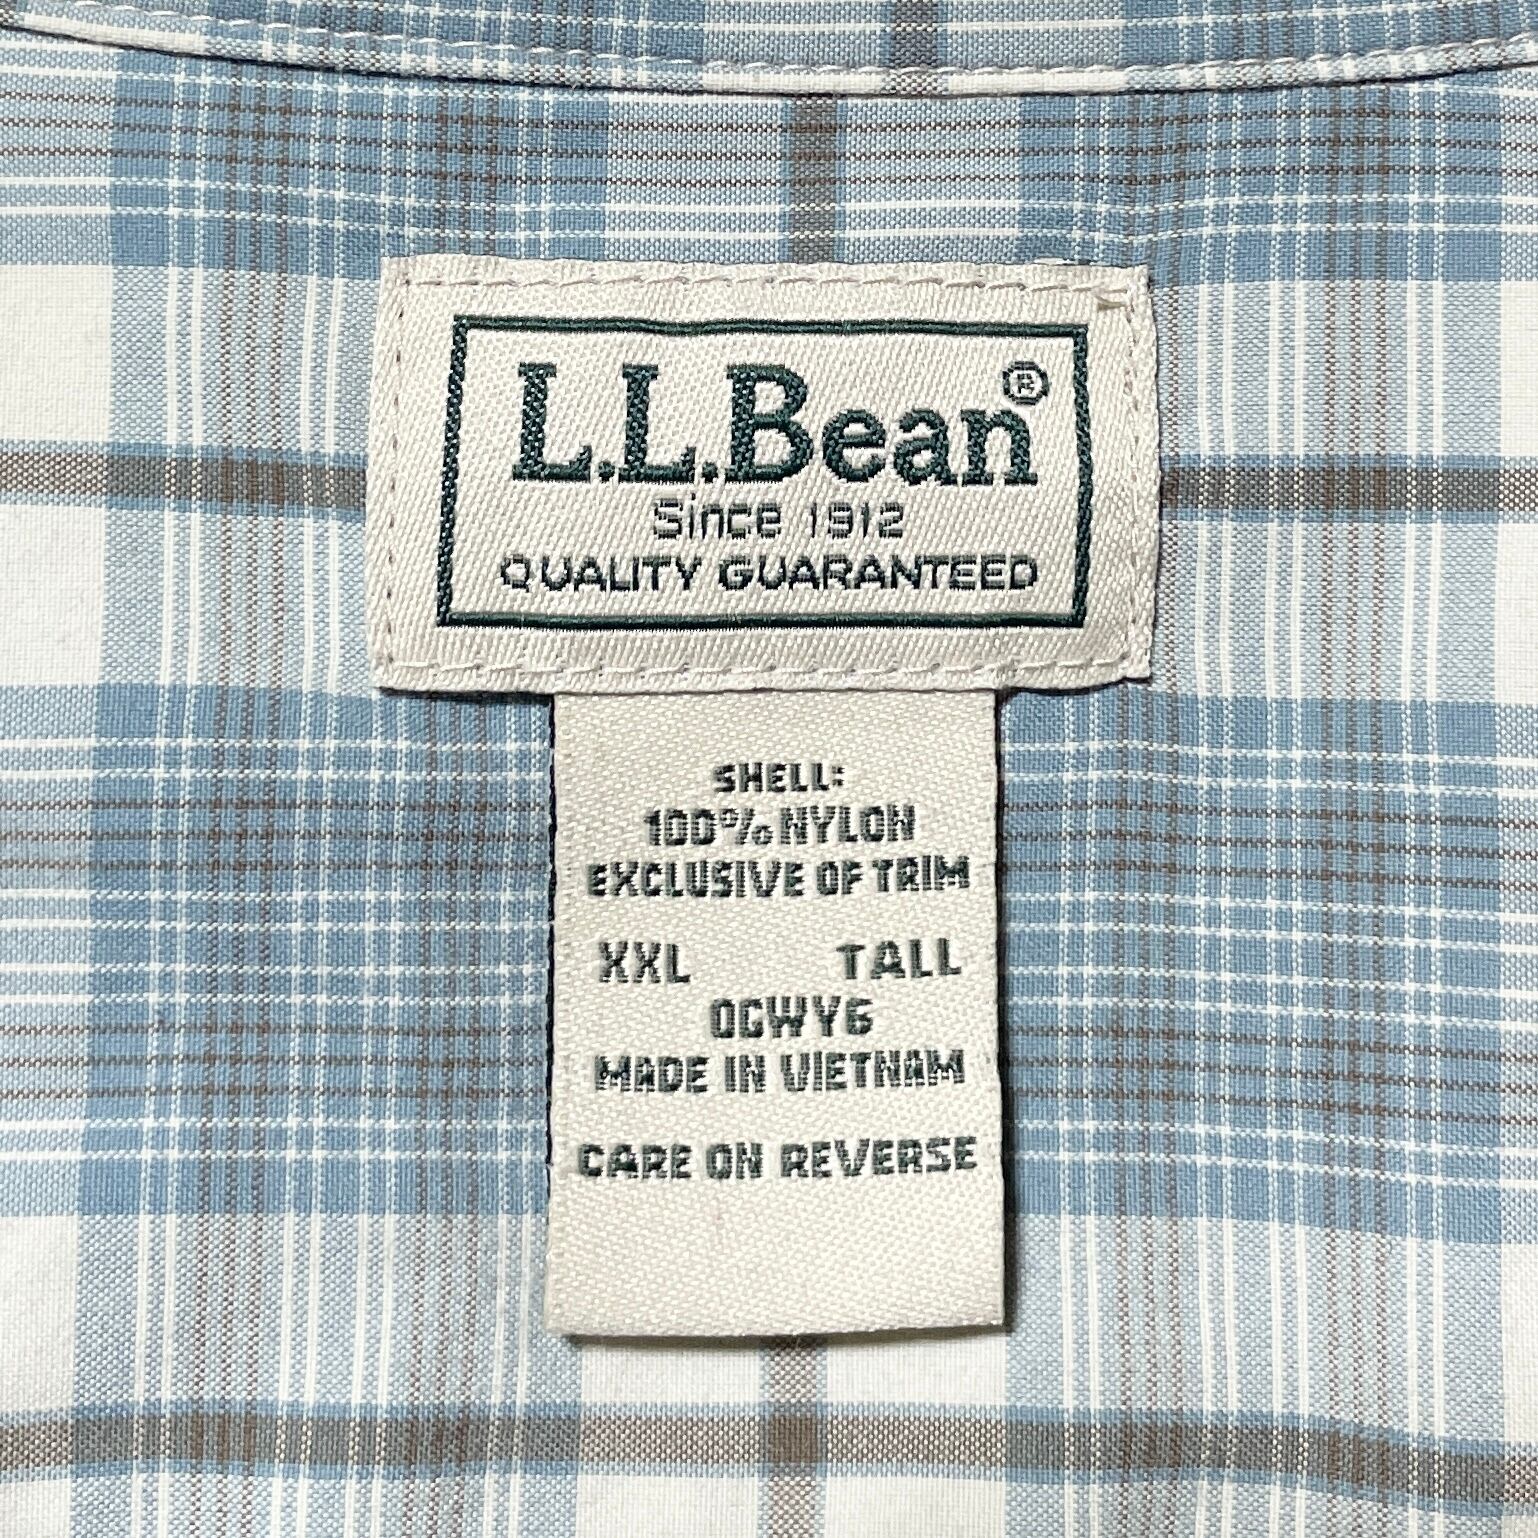 L.L.Bean®
Since 1912
QUALITY GUARANTEED
SHELL:
100% NYLON
EXCLUSIVE OF TRIM
XXL TALL
0GWY6
MADE IN VIETNAM
CARE ON REVERSE